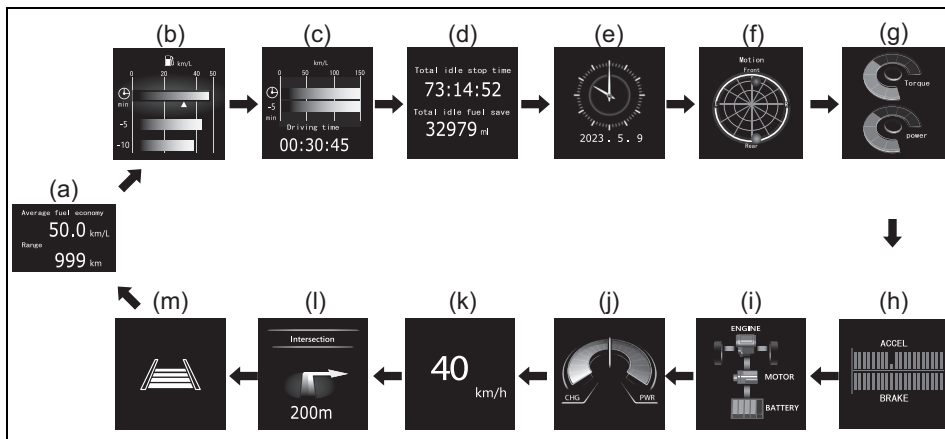 (b)
km/L
0 20 40 50
min
-5
-10
(c)
km/L
0 50 100 150
-5
min
Driving time
00:30:45
(d)
Total idle stop time
73:14:52
Total idle fuel save
32979 ml
(e)
2023. 5. 9
(f)
Motion
Front
Rear
(g)
Torque
power
(a)
Average fuel economy
50.0 km/L
Range
999 km
(m)
(l)
Intersection
200m
(k)
40
km/h
(j)
CHG PWR
(i)
ENGINE
MOTOR
BATTERY
(h)
ACCEL
BRAKE